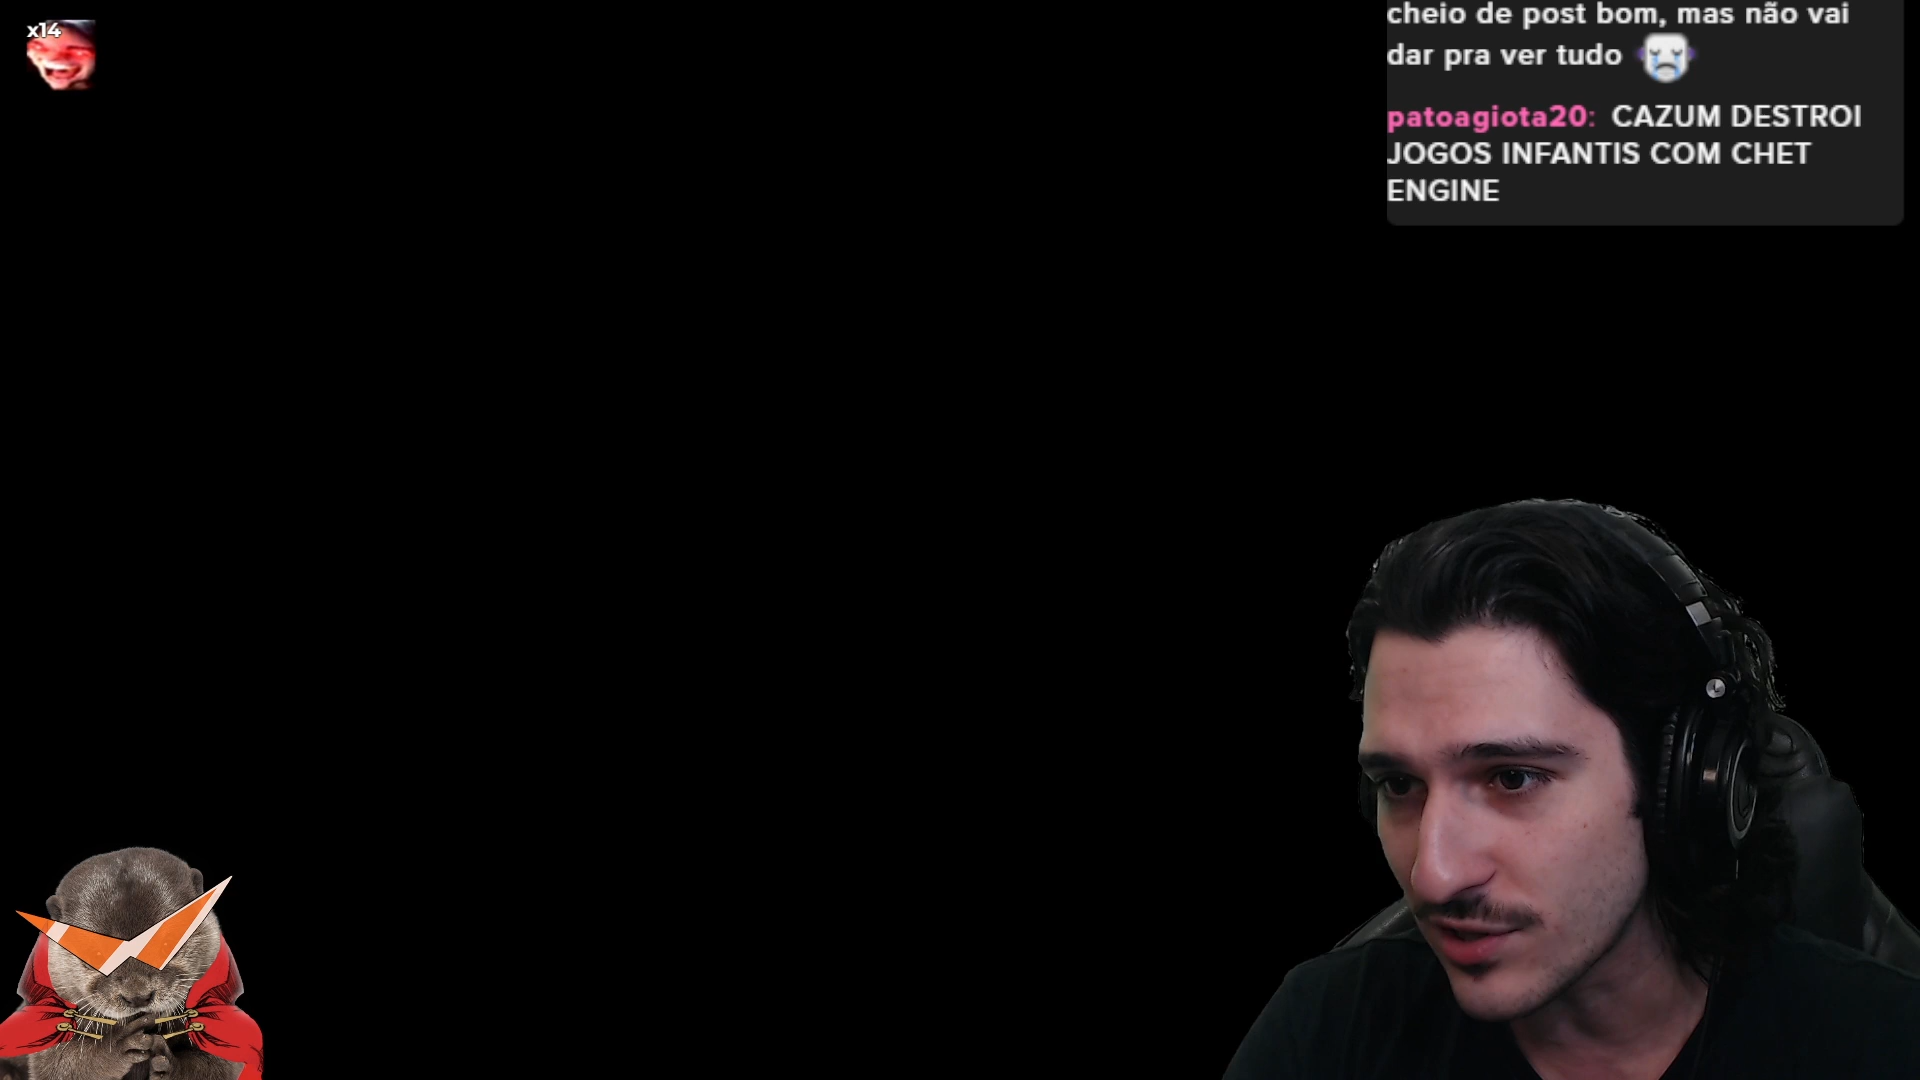 x14
cheio de post bom, mas não vai
dar pra ver tudo
patoagiota20: CAZUM DESTROI
JOGOS INFANTIS COM CHET
ENGINE